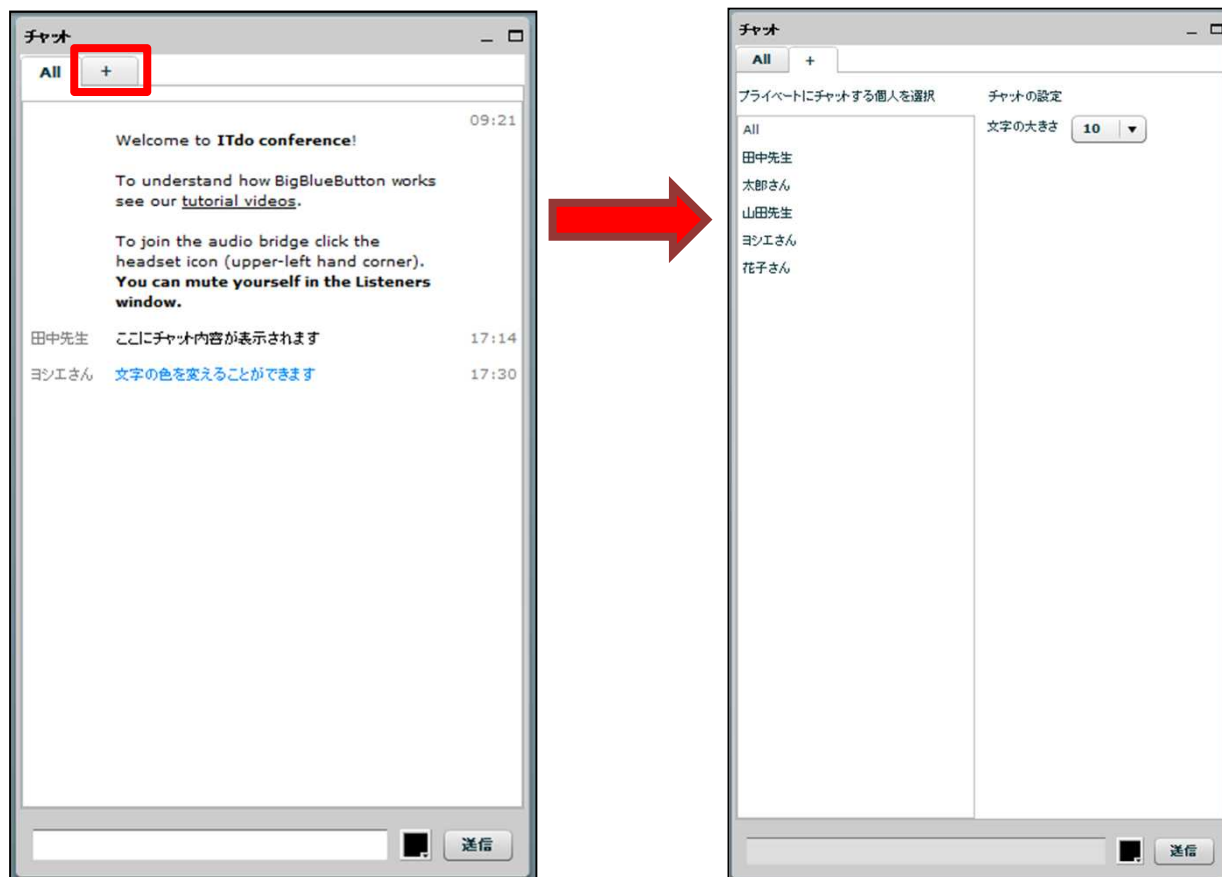 チャット
All +
09:21
Welcome to ITdo conference!
To understand how BigBlueButton works
see our tutorial videos.
To join the audio bridge click the
headset icon (upper-left hand corner).
You can mute yourself in the Listeners
window.
田中先生 ここにチャット内容が表示されます 17:14
ヨシエさん 文字の色を変えることができます 17:30
送信
チャット
All +
プライベートにチャットする個人を選択 チャットの設定
All
文字の大きさ 10
田中先生
太郎さん
山田先生
ヨシエさん
花子さん
送信